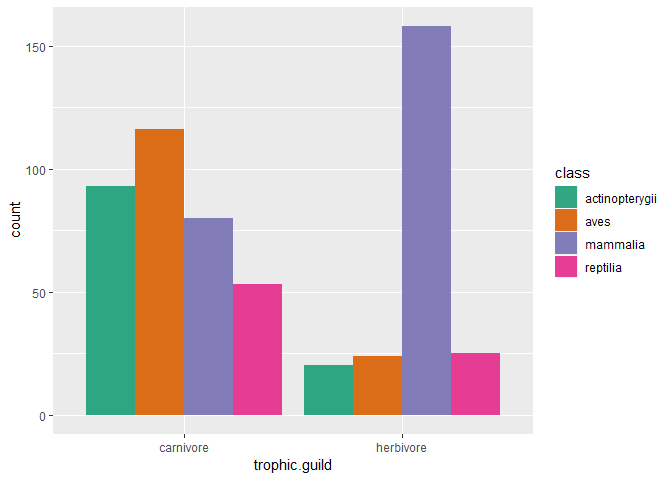 count
150
100
50
0
carnivore
herbivore
trophic.guild
class
actinopterygii
aves
mammalia
reptilia